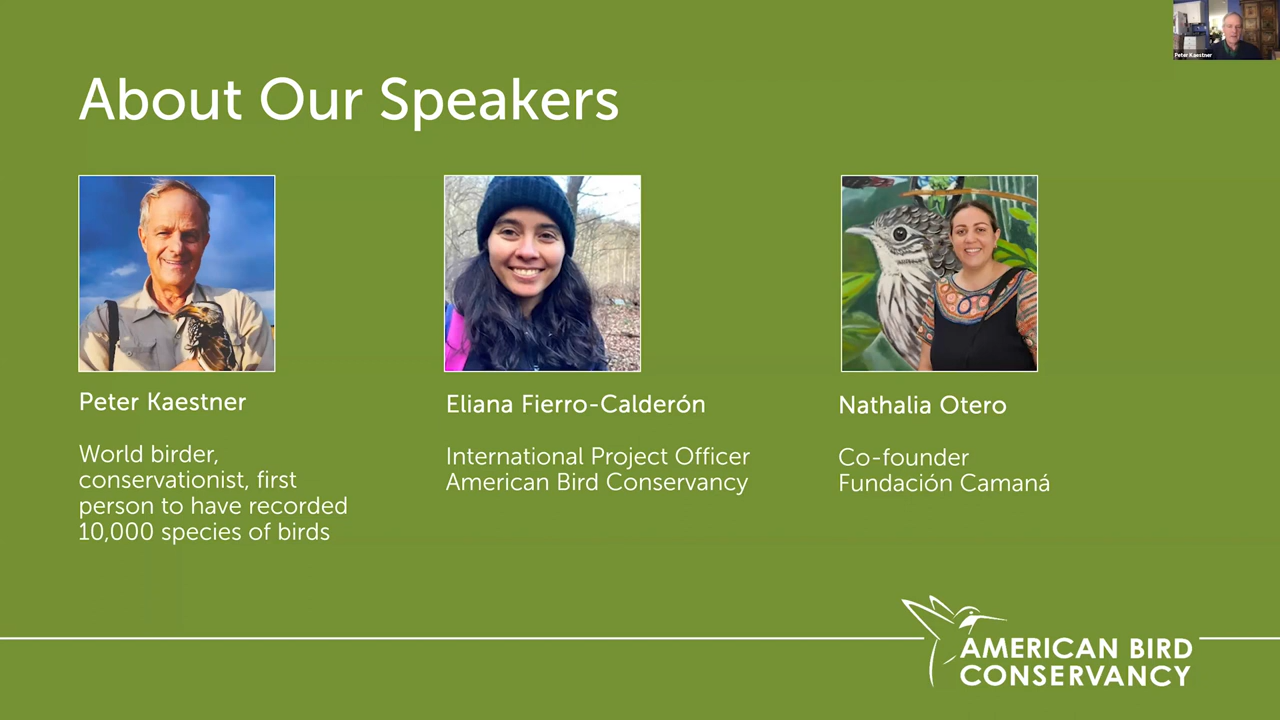 Peter Kaestner
About Our Speakers
Peter Kaestner
World birder,
conservationist, first
person to have recorded
10,000 species of birds
Eliana Fierro-Calderón
International Project Officer
American Bird Conservancy
Nathalia Otero
Co-founder
Fundación Camaná
AMERICAN BIRD
CONSERVANCY